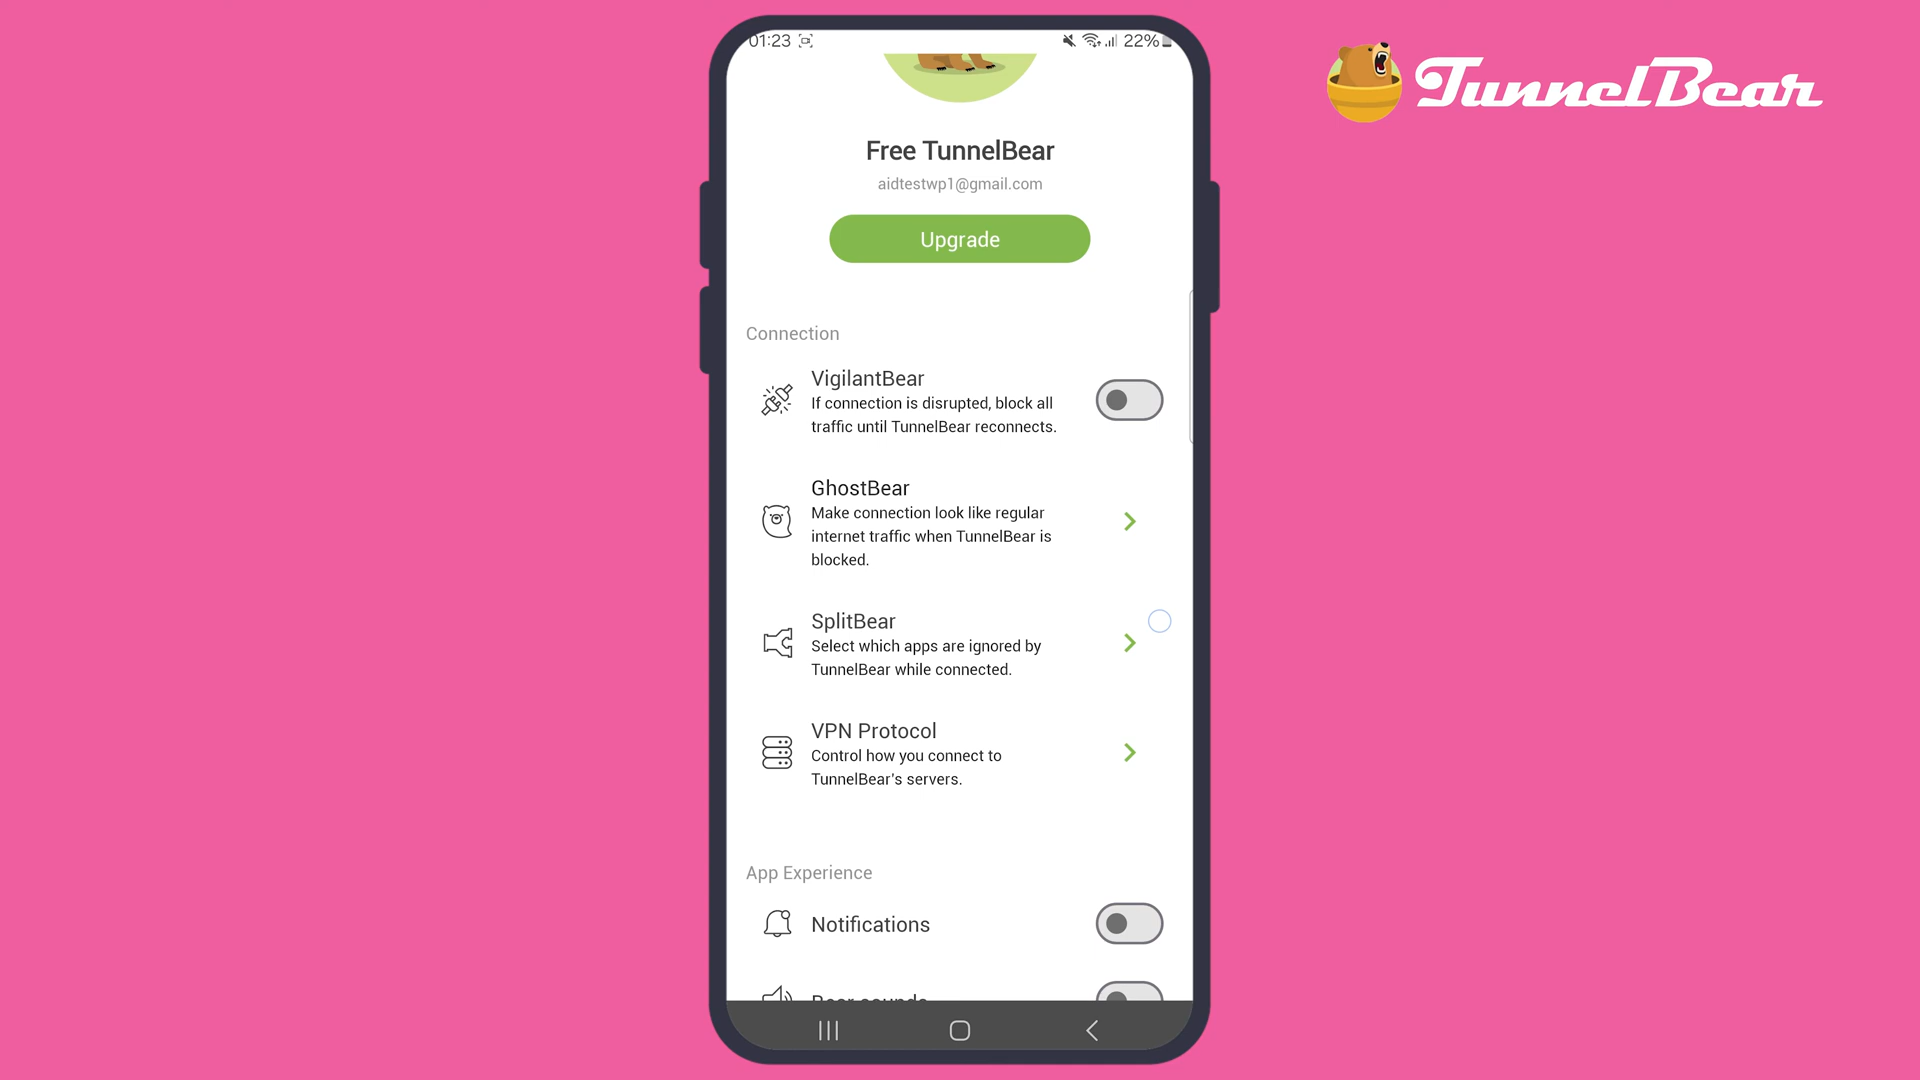 01:23
22%
TunnelBear
Free TunnelBear
aidtestwp1@gmail.com
Upgrade
Connection
VigilantBear
If connection is disrupted, block all
traffic until TunnelBear reconnects.
GhostBear
Make connection look like regular
internet traffic when TunnelBear is
blocked.
SplitBear
Select which apps are ignored by
TunnelBear while connected.
VPN Protocol
Control how you connect to
TunnelBear's servers.
App Experience
Notifications
Bear sounds